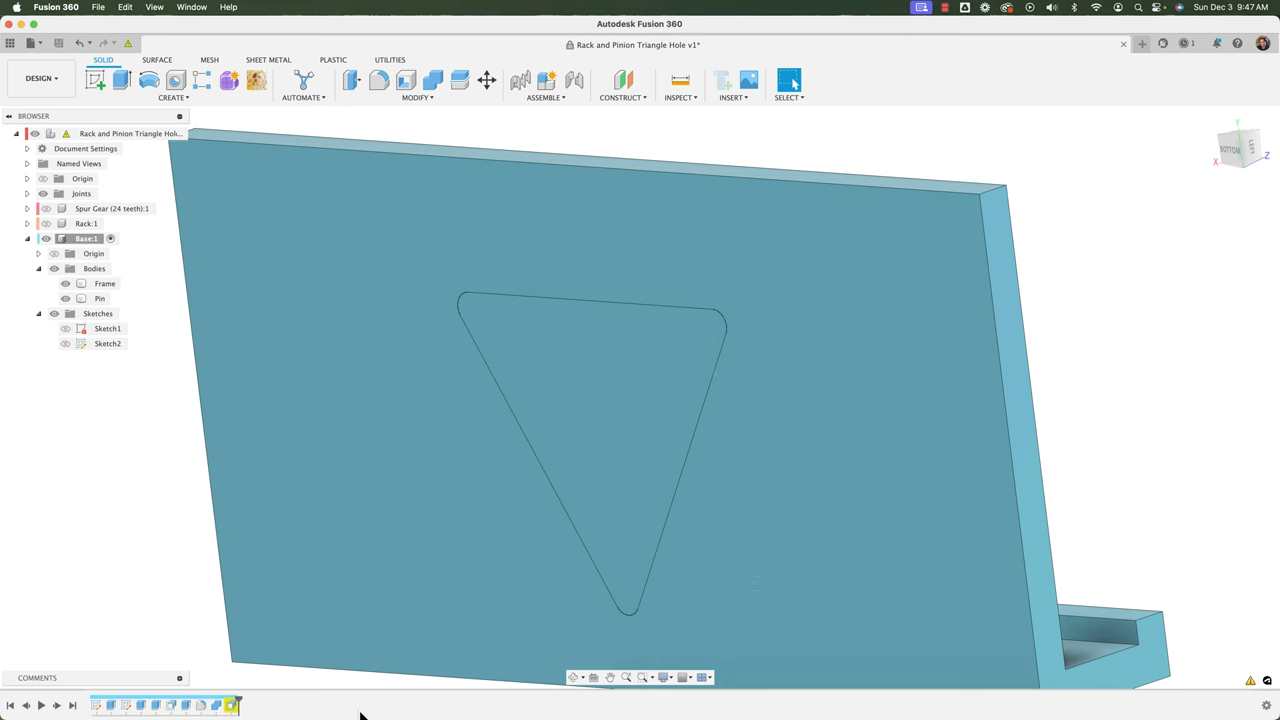 Fusion 360 File Edit View Window Help Sun Dec 3 9:47 AM
Autodesk Fusion 360
Rack and Pinion Triangle Hole v1* 1
SOLID SURFACE MESH SHEET METAL PLASTIC UTILITIES
DESIGN
CREATE AUTOMATE MODIFY ASSEMBLE CONSTRUCT INSPECT INSERT SELECT
BROWSER
Rack and Pinion Triangle Hol...
Document Settings
Named Views
Origin
Joints
Spur Gear (24 teeth):1
Rack:1
Base:1
Origin
Bodies
Frame
Pin
Sketches
Sketch1
Sketch2
BOTTOM LEFT
X Y Z
COMMENTS